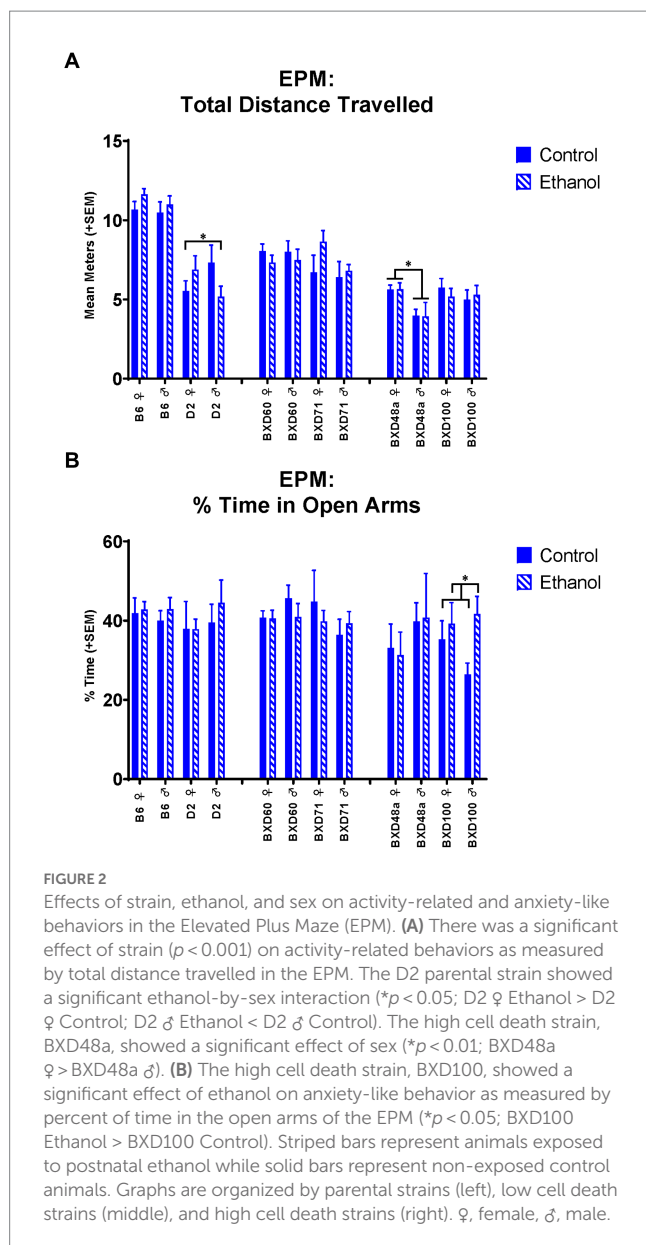 A
EPM:
Total Distance Travelled
Mean Meters (+SEM)
15
10
5
0
Control
Ethanol
*
*
B6 ♀
B6 ♂
D2 ♀
D2 ♂
BXD60 ♀
BXD60 ♂
BXD71 ♀
BXD71 ♂
BXD48a ♀
BXD48a ♂
BXD100 ♀
BXD100 ♂
B
EPM:
% Time in Open Arms
% Time (+SEM)
60
40
20
0
Control
Ethanol
*
B6 ♀
B6 ♂
D2 ♀
D2 ♂
BXD60 ♀
BXD60 ♂
BXD71 ♀
BXD71 ♂
BXD48a ♀
BXD48a ♂
BXD100 ♀
BXD100 ♂
FIGURE 2
Effects of strain, ethanol, and sex on activity-related and anxiety-like
behaviors in the Elevated Plus Maze (EPM). (A) There was a significant
effect of strain (p < 0.001) on activity-related behaviors as measured
by total distance travelled in the EPM. The D2 parental strain showed
a significant ethanol-by-sex interaction (*p < 0.05; D2 ♀ Ethanol > D2
♀ Control; D2 ♂ Ethanol < D2 ♂ Control). The high cell death strain,
BXD48a, showed a significant effect of sex (*p < 0.01; BXD48a
♀ > BXD48a ♂). (B) The high cell death strain, BXD100, showed a
significant effect of ethanol on anxiety-like behavior as measured by
percent of time in the open arms of the EPM (*p < 0.05; BXD100
Ethanol > BXD100 Control). Striped bars represent animals exposed
to postnatal ethanol while solid bars represent non-exposed control
animals. Graphs are organized by parental strains (left), low cell death
strains (middle), and high cell death strains (right). ♀, female, ♂, male.